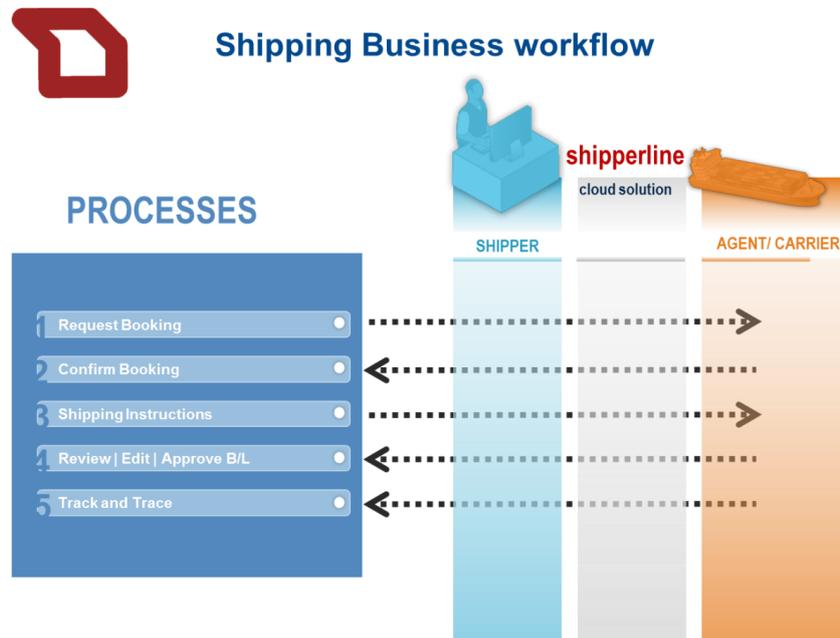 Shipping Business workflow
shipperline
cloud solution
PROCESSES
SHIPPER
AGENT/ CARRIER
1 Request Booking
2 Confirm Booking
3 Shipping Instructions
4 Review | Edit | Approve B/L
5 Track and Trace